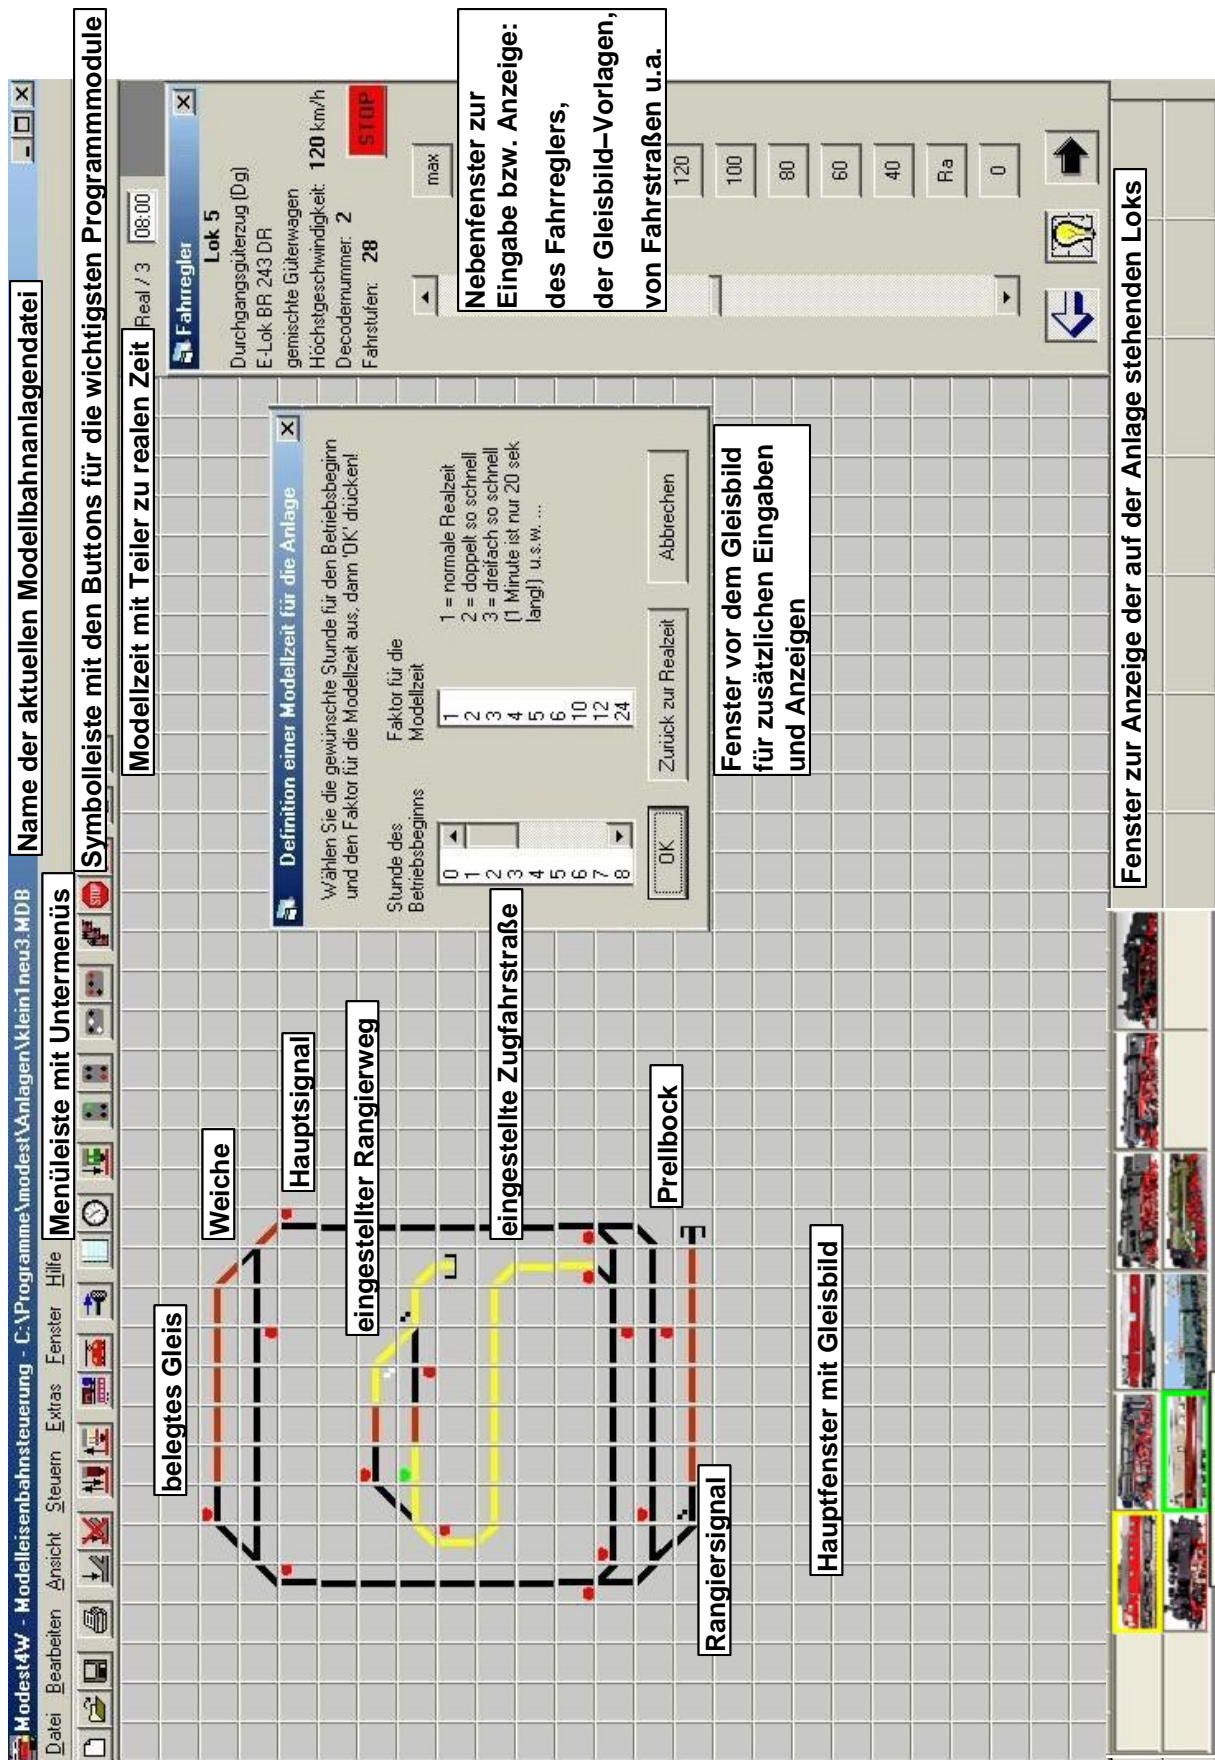 Modest4W - Modelleisenbahnsteuerung - C:\Programme\modest\Anlagen\klein1neu3.MDB
Name der aktuellen Modellbahnanlagendatei
Datei Bearbeiten Ansicht Steuern Extras Fenster Hilfe
Menüleiste mit Untermenüs
STOP
Symbolleiste mit den Buttons für die wichtigsten Programmodule
Modellzeit mit Teiler zu realen Zeit
Real / 3 08:00
belegtes Gleis
Weiche
Hauptsignal
eingestellter Rangierweg
eingestellte Zugfahrstraße
Prellbock
Rangiersignal
Hauptfenster mit Gleisbild
Definition einer Modellzeit für die Anlage
Wählen Sie die gewünschte Stunde für den Betriebsbeginn
und den Faktor für die Modellzeit aus, dann 'OK' drücken!
Stunde des
Betriebsbeginns
0
1
2
3
4
5
6
7
8
Faktor für die
Modellzeit
1
2
3
4
5
6
10
12
24
1 = normale Realzeit
2 = doppelt so schnell
3 = dreifach so schnell
(1 Minute ist nur 20 sek
lang!) u.s.w. ...
OK
Zurück zur Realzeit
Abbrechen
Fenster vor dem Gleisbild
für zusätzlichen Eingaben
und Anzeigen
Fahrregler
Lok 5
Durchgangsgüterzug (Dg)
E-Lok BR 243 DR
gemischte Güterwagen
Höchstgeschwindigkeit: 120 km/h
Decodernummer: 2
Fahrstufen: 28
STOP
max
Nebenfenster zur
Eingabe bzw. Anzeige:
des Fahrreglers,
der Gleisbild–Vorlagen,
von Fahrstraßen u.a.
120
100
80
60
40
Ra
0
Fenster zur Anzeige der auf der Anlage stehenden Loks